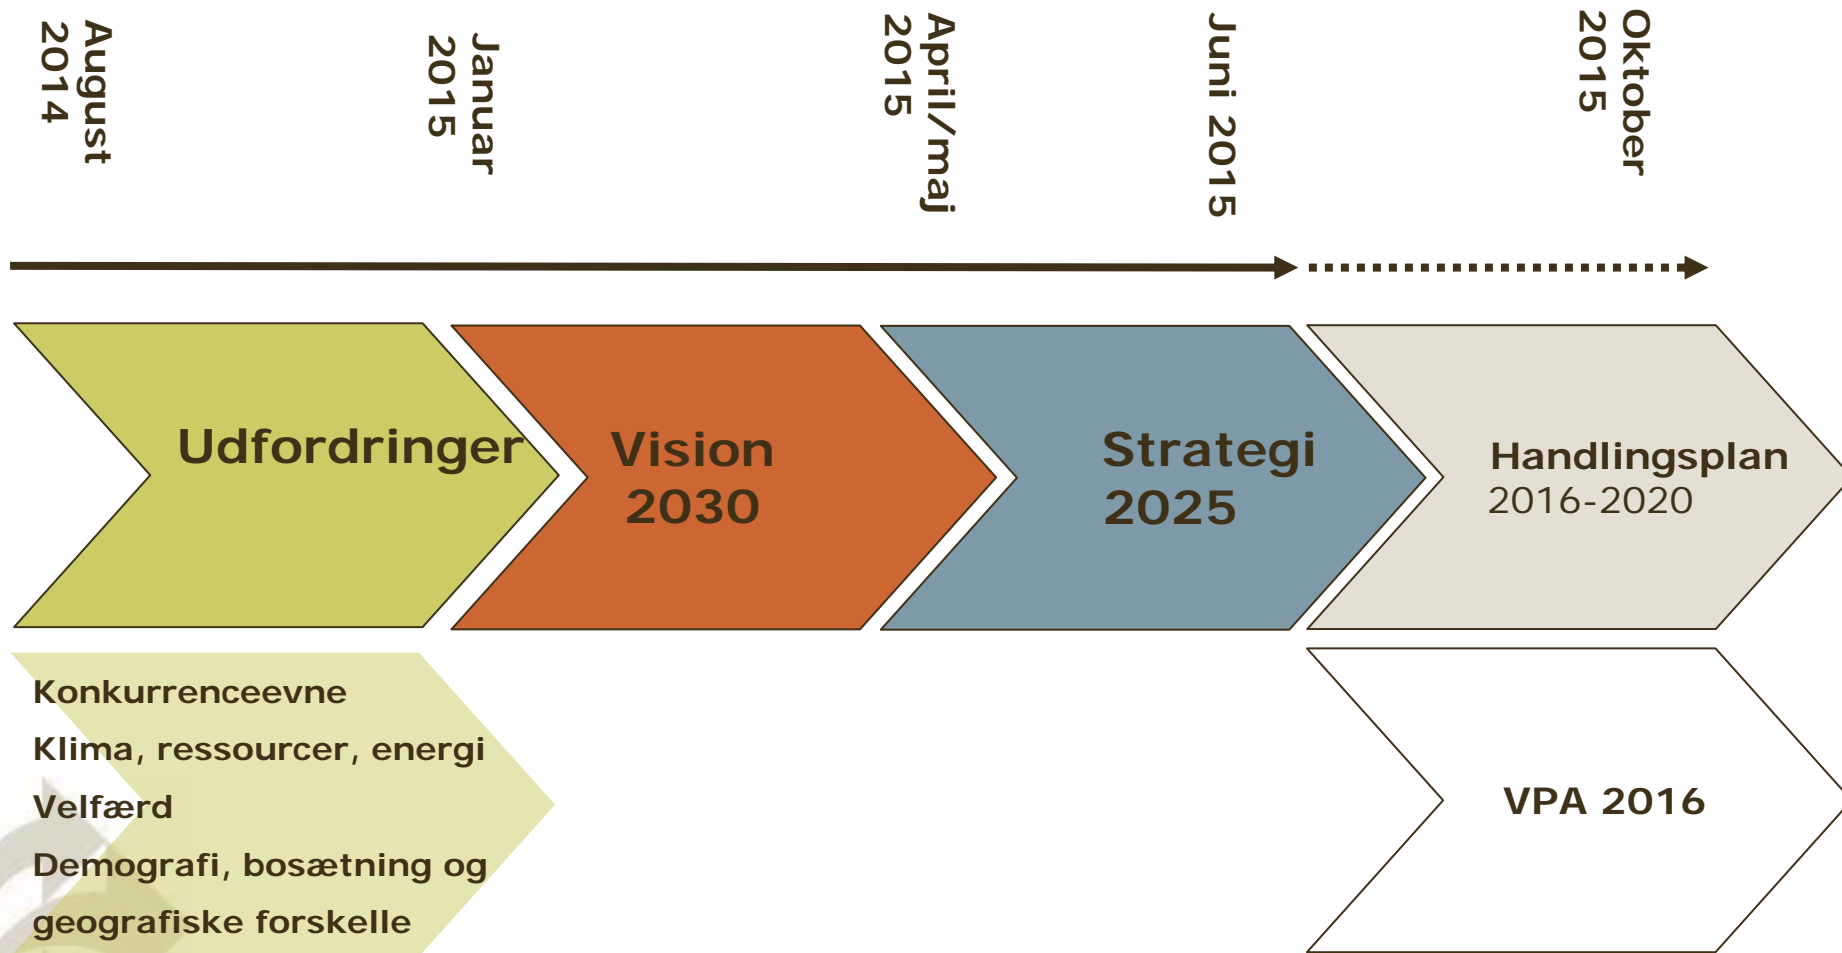 August
2014
Januar
2015
April/maj
2015
Juni 2015
Oktober
2015
Udfordringer
Vision
2030
Strategi
2025
Handlingsplan
2016-2020
Konkurrenceevne
Klima, ressourcer, energi
Velfærd
Demografi, bosætning og
geografiske forskelle
VPA 2016